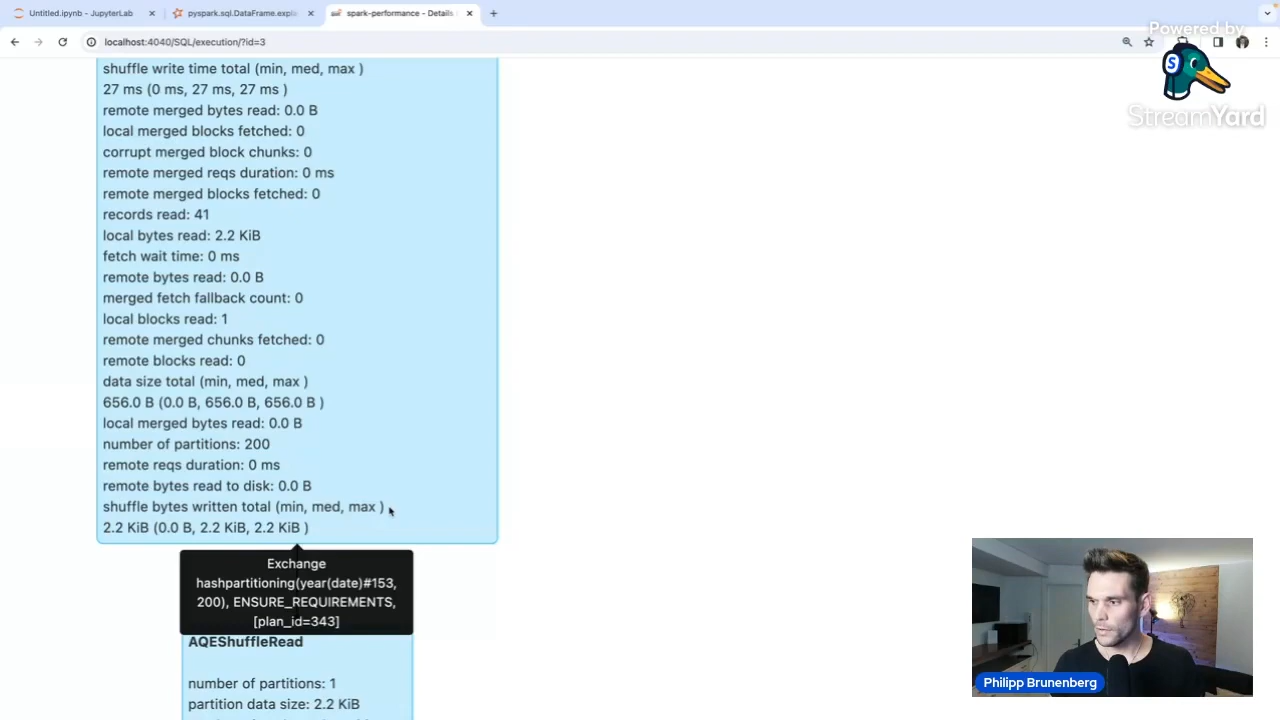 Untitled.ipynb - JupyterLab
pyspark.sql.DataFrame.expla
spark-performance - Details
localhost:4040/SQL/execution/?id=3
Powered by
S
StreamYard
shuffle write time total (min, med, max )
27 ms (0 ms, 27 ms, 27 ms )
remote merged bytes read: 0.0 B
local merged blocks fetched: 0
corrupt merged block chunks: 0
remote merged reqs duration: 0 ms
remote merged blocks fetched: 0
records read: 41
local bytes read: 2.2 KiB
fetch wait time: 0 ms
remote bytes read: 0.0 B
merged fetch fallback count: 0
local blocks read: 1
remote merged chunks fetched: 0
remote blocks read: 0
data size total (min, med, max )
656.0 B (0.0 B, 656.0 B, 656.0 B )
local merged bytes read: 0.0 B
number of partitions: 200
remote reqs duration: 0 ms
remote bytes read to disk: 0.0 B
shuffle bytes written total (min, med, max )
2.2 KiB (0.0 B, 2.2 KiB, 2.2 KiB )
Exchange
hashpartitioning(year(date)#153,
200), ENSURE_REQUIREMENTS,
[plan_id=343]
AQEShuffleRead
number of partitions: 1
partition data size: 2.2 KiB
Philipp Brunenberg